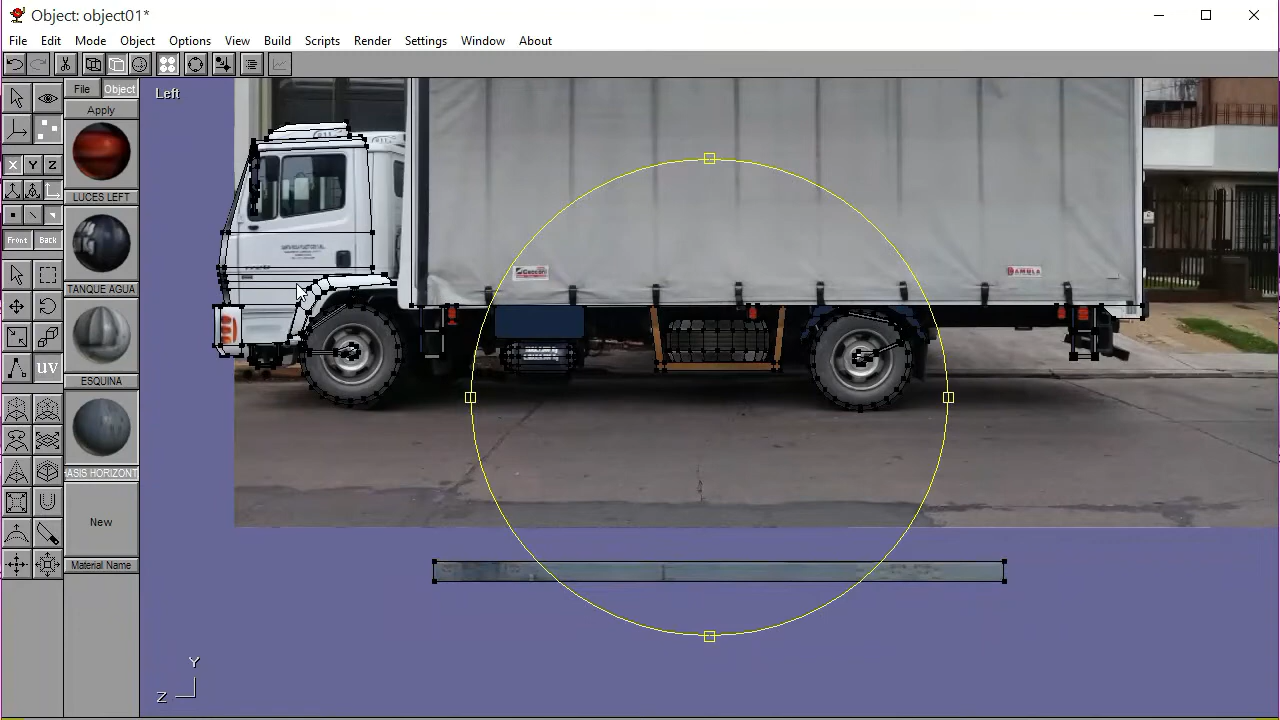 Object: object01*
File Edit Mode Object Options View Build Scripts Render Settings Window About
File Object
Left
Apply
X Y Z
LUCES LEFT
Front Back
TANQUE AGUA
uv
ESQUINA
HASIS HORIZONT
New
Material Name
Y
Z